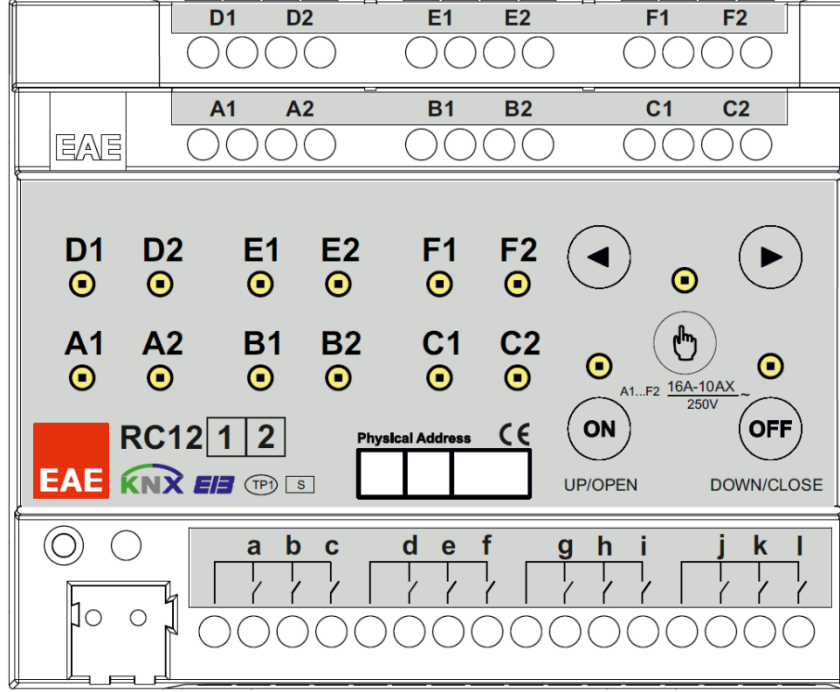 D1 D2 E1 E2 F1 F2
A1 A2 B1 B2 C1 C2
EAE
D1 D2 E1 E2 F1 F2
A1 A2 B1 B2 C1 C2
A1...F2 16A-10AX
250V ~
RC12 1 2
Physical Address CE
ON OFF
EAE KNX EIB TP1 S
UP/OPEN DOWN/CLOSE
a b c d e f g h i j k l